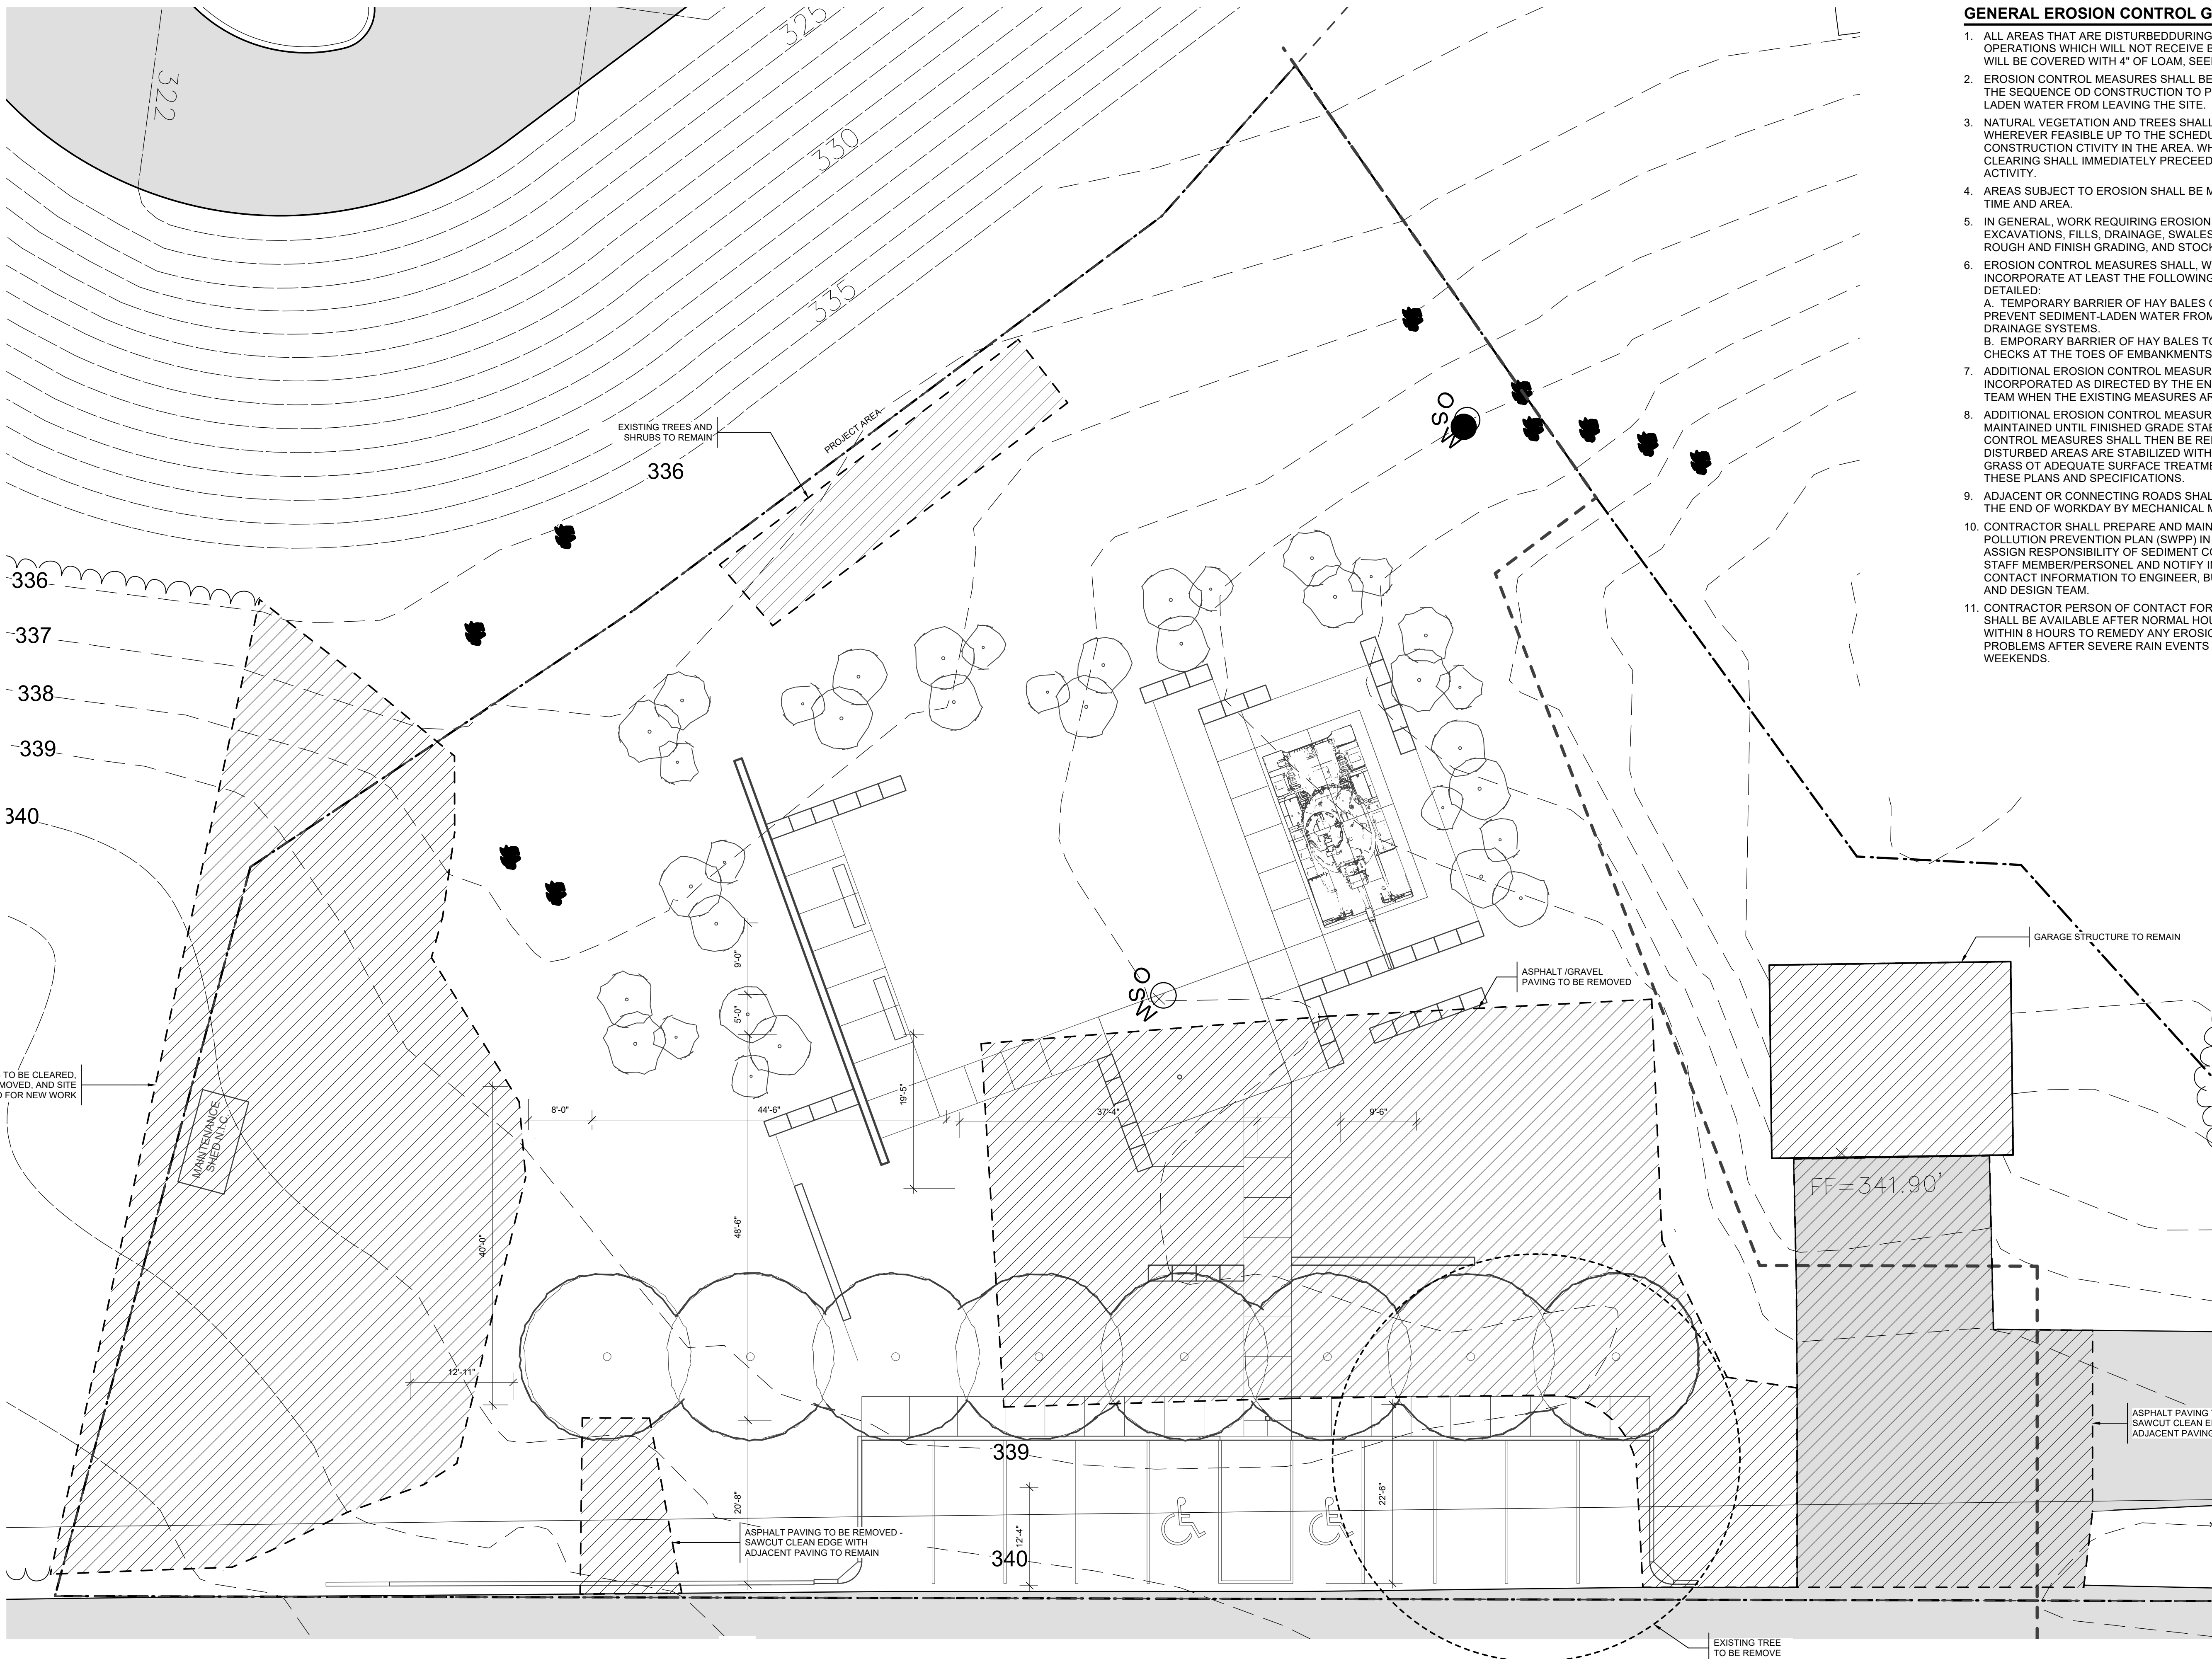 GENERAL EROSION CONTROL G
1. ALL AREAS THAT ARE DISTURBEDDURING
OPERATIONS WHICH WILL NOT RECEIVE
WILL BE COVERED WITH 4" OF LOAM,
2. EROSION CONTROL MEASURES SHALL BE
THE SEQUENCE OD CONSTRUCTION TO P
LADEN WATER FROM LEAVING THE SITE.
3. NATURAL VEGETATION AND TREES SHALL
WHEREVER FEASIBLE UP TO THE SCHEDU
CONSTRUCTION CTIVITY IN THE AREA. WH
CLEARING SHALL IMMEDIATELY PRECEED
ACTIVITY.
4. AREAS SUBJECT TO EROSION SHALL BE M
TIME AND AREA.
5. IN GENERAL, WORK REQUIRING EROSION
EXCAVATIONS, FILLS, DRAINAGE, SWALES
ROUGH AND FINISH GRADING, AND STOC
6. EROSION CONTROL MEASURES SHALL, W
INCORPORATE AT LEAST THE FOLLOWING
DETAILED:
A. TEMPORARY BARRIER OF HAY BALES
PREVENT SEDIMENT-LADEN WATER FROM
DRAINAGE SYSTEMS.
B. EMPORARY BARRIER OF HAY BALES TO
CHECKS AT THE TOES OF EMBANKMENTS
7. ADDITIONAL EROSION CONTROL MEASUR
INCORPORATED AS DIRECTED BY THE EN
TEAM WHEN THE EXISTING MEASURES AR
8. ADDITIONAL EROSION CONTROL MEASUR
MAINTAINED UNTIL FINISHED GRADE STAB
CONTROL MEASURES SHALL THEN BE RE
DISTURBED AREAS ARE STABILIZED WITH
GRASS OT ADEQUATE SURFACE TREATME
THESE PLANS AND SPECIFICATIONS.
9. ADJACENT OR CONNECTING ROADS SHAL
THE END OF WORKDAY BY MECHANICAL M
10. CONTRACTOR SHALL PREPARE AND MAIN
POLLUTION PREVENTION PLAN (SWPP) IN
ASSIGN RESPONSIBILITY OF SEDIMENT CO
STAFF MEMBER/PERSONEL AND NOTIFY
CONTACT INFORMATION TO ENGINEER, B
AND DESIGN TEAM.
11. CONTRACTOR PERSON OF CONTACT FOR
SHALL BE AVAILABLE AFTER NORMAL HOU
WITHIN 8 HOURS TO REMEDY ANY EROSIO
PROBLEMS AFTER SEVERE RAIN EVENTS
WEEKENDS.
322
325
330
335
EXISTING TREES AND
SHRUBS TO REMAIN
PROJECT AREA
336
336
337
338
339
340
OSW
OSW
GARAGE STRUCTURE TO REMAIN
ASPHALT /GRAVEL
PAVING TO BE REMOVED
TO BE CLEARED,
MOVED, AND SITE
FOR NEW WORK
MAINTENANCE
SHED N.I.C.
9'-0"
5'-0"
19'-5"
8'-0"
44'-6"
37'-4"
9'-6"
FF=341.90'
48'-6"
40'-0"
12'-11"
339
20'-8"
22'-6"
12'-4"
340
ASPHALT PAVING TO BE REMOVED -
SAWCUT CLEAN EDGE WITH
ADJACENT PAVING TO REMAIN
ASPHALT PAVING
SAWCUT CLEAN E
ADJACENT PAVING
EXISTING TREE
TO BE REMOVE